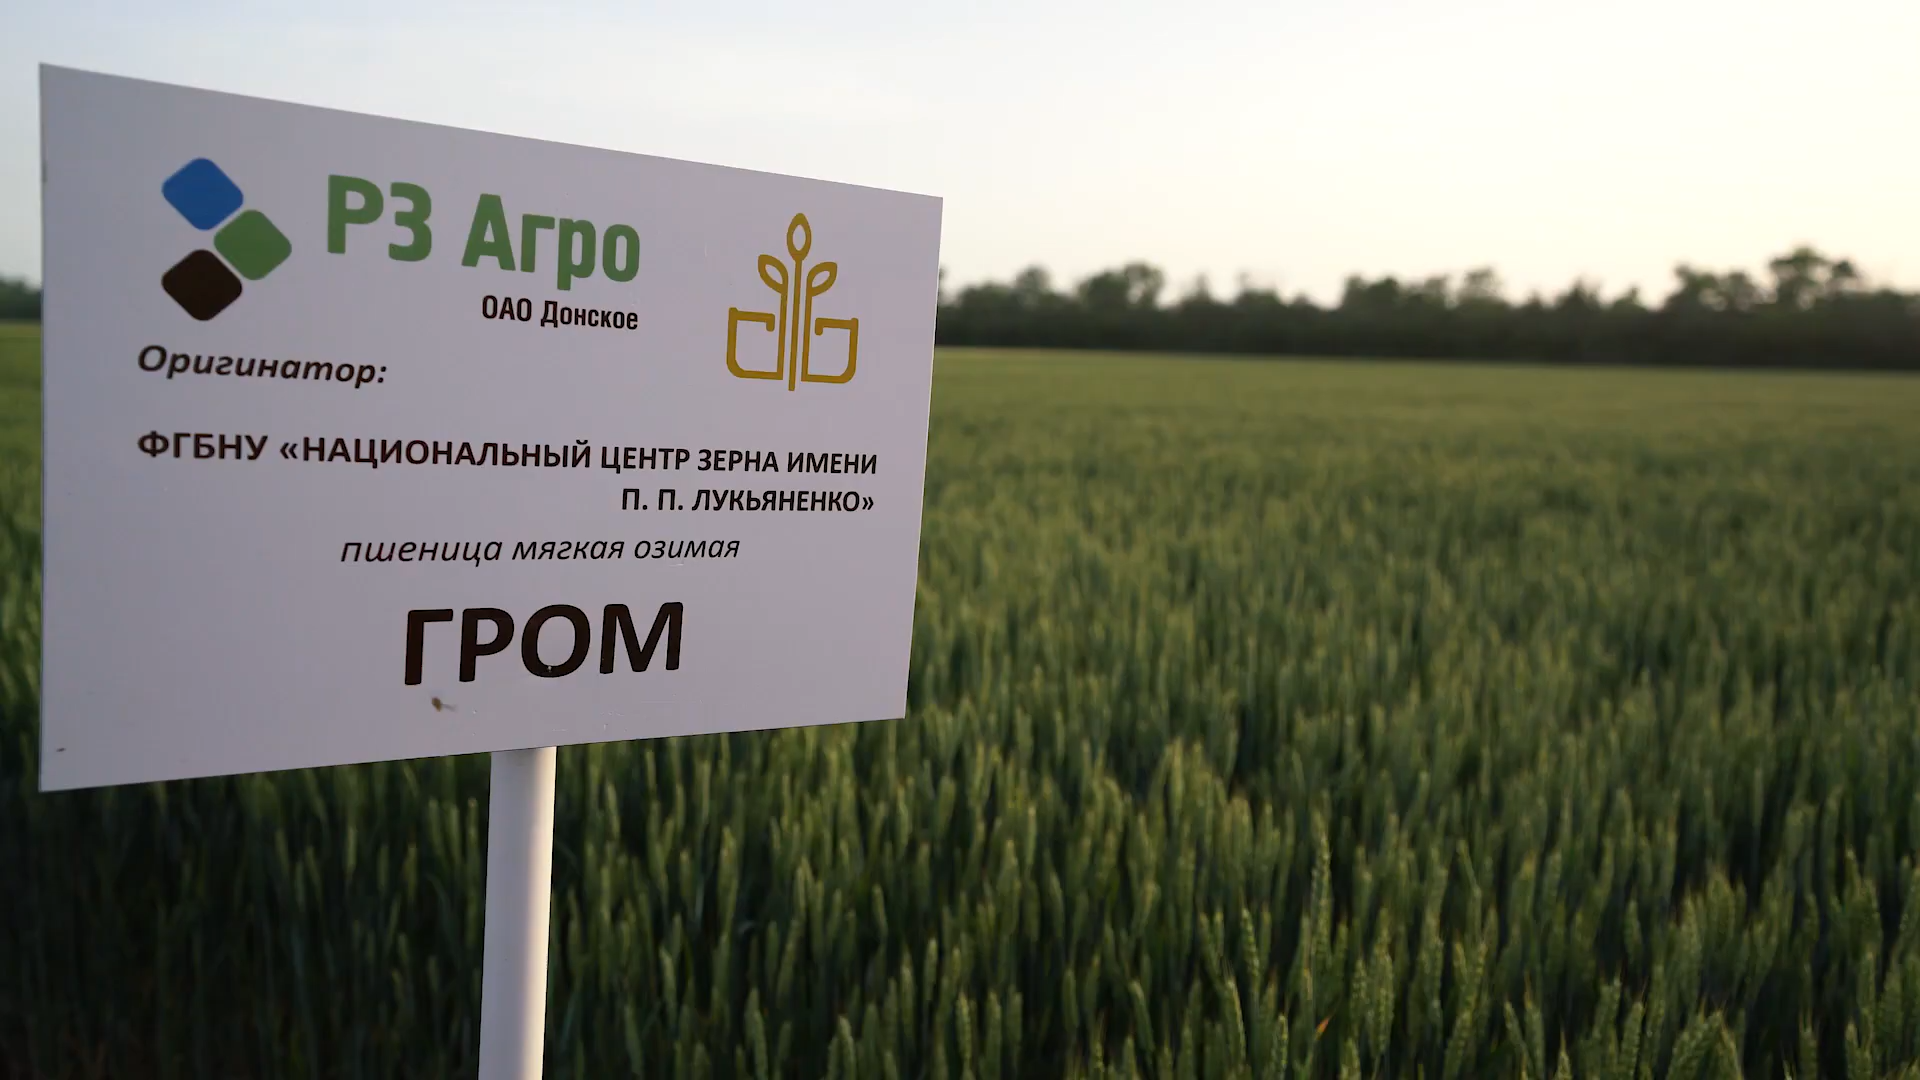 РЗ Агро
ОАО Донское
Оригинатор:
ФГБНУ «НАЦИОНАЛЬНЫЙ ЦЕНТР ЗЕРНА ИМЕНИ
П. П. ЛУКЬЯНЕНКО»
пшеница мягкая озимая
ГРОМ